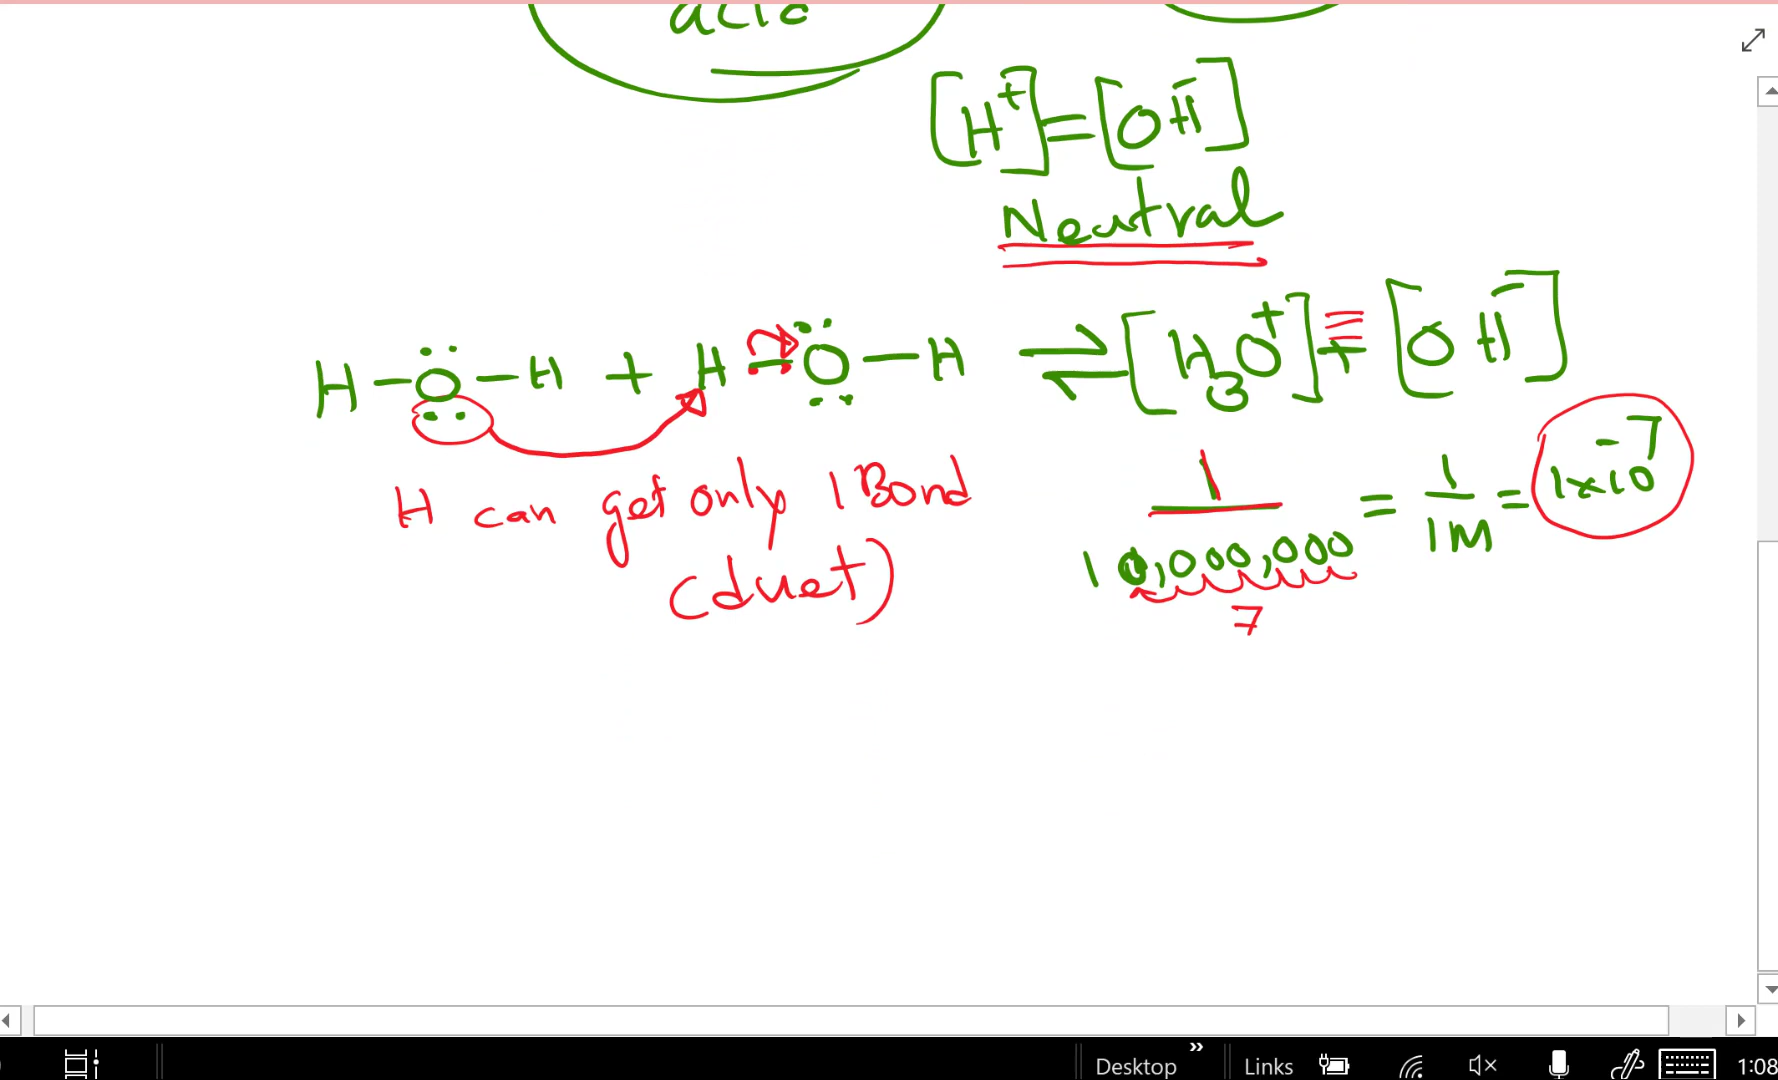 acid
[H⁺] = [OH⁻]
Neutral
H–O–H + H–O–H ⇌ [H₃O⁺] + [OH⁻]
H can get only 1 Bond
(duet)
1/10,000,000 = 1/1M = 1×10⁻⁷
7
Desktop » Links 1:08